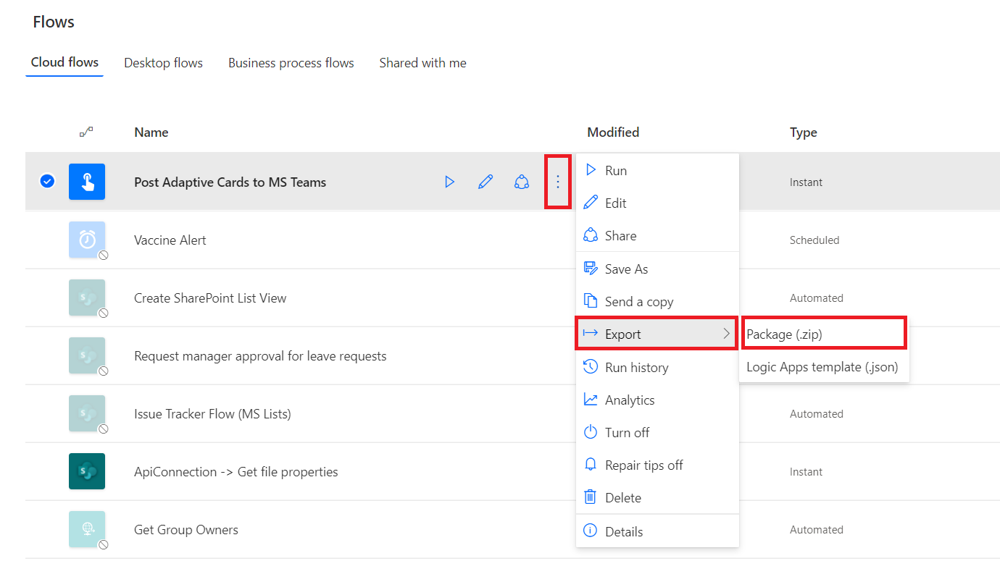 Flows
Cloud flows Desktop flows Business process flows Shared with me
Name Modified Type
Post Adaptive Cards to MS Teams Instant
Vaccine Alert Scheduled
Create SharePoint List View Automated
Request manager approval for leave requests
Issue Tracker Flow (MS Lists) Automated
ApiConnection -> Get file properties Instant
Get Group Owners Automated
Run
Edit
Share
Save As
Send a copy
Export
Run history
Analytics
Turn off
Repair tips off
Delete
Details
Package (.zip)
Logic Apps template (.json)